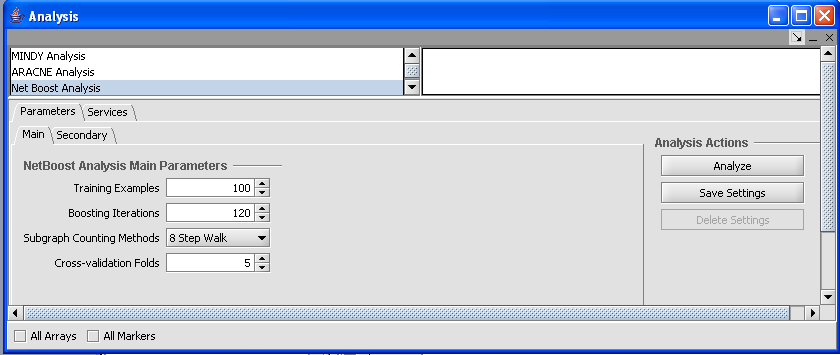 Analysis
MINDY Analysis
ARACNE Analysis
Net Boost Analysis
Parameters Services
Main Secondary
NetBoost Analysis Main Parameters
Training Examples 100
Boosting Iterations 120
Subgraph Counting Methods 8 Step Walk
Cross-validation Folds 5
Analysis Actions
Analyze
Save Settings
Delete Settings
All Arrays All Markers